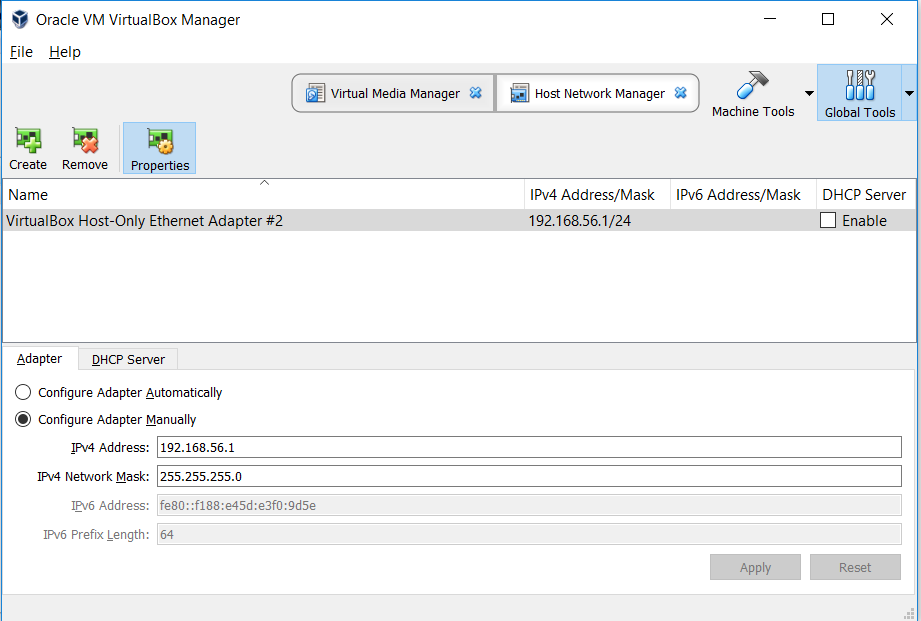 Oracle VM VirtualBox Manager
File Help
Virtual Media Manager Host Network Manager Machine Tools Global Tools
Create Remove Properties
Name IPv4 Address/Mask IPv6 Address/Mask DHCP Server
VirtualBox Host-Only Ethernet Adapter #2 192.168.56.1/24 Enable
Adapter DHCP Server
Configure Adapter Automatically
Configure Adapter Manually
IPv4 Address: 192.168.56.1
IPv4 Network Mask: 255.255.255.0
IPv6 Address: fe80::f188:e45d:e3f0:9d5e
IPv6 Prefix Length: 64
Apply Reset